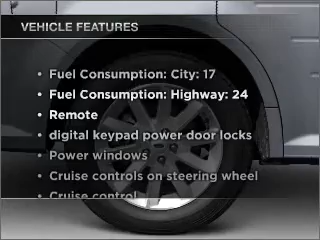 VEHICLE FEATURES
• Fuel Consumption: City: 17
• Fuel Consumption: Highway: 24
• Remote
• digital keypad power door locks
• Power windows
• Cruise controls on steering wheel
• Cruise control